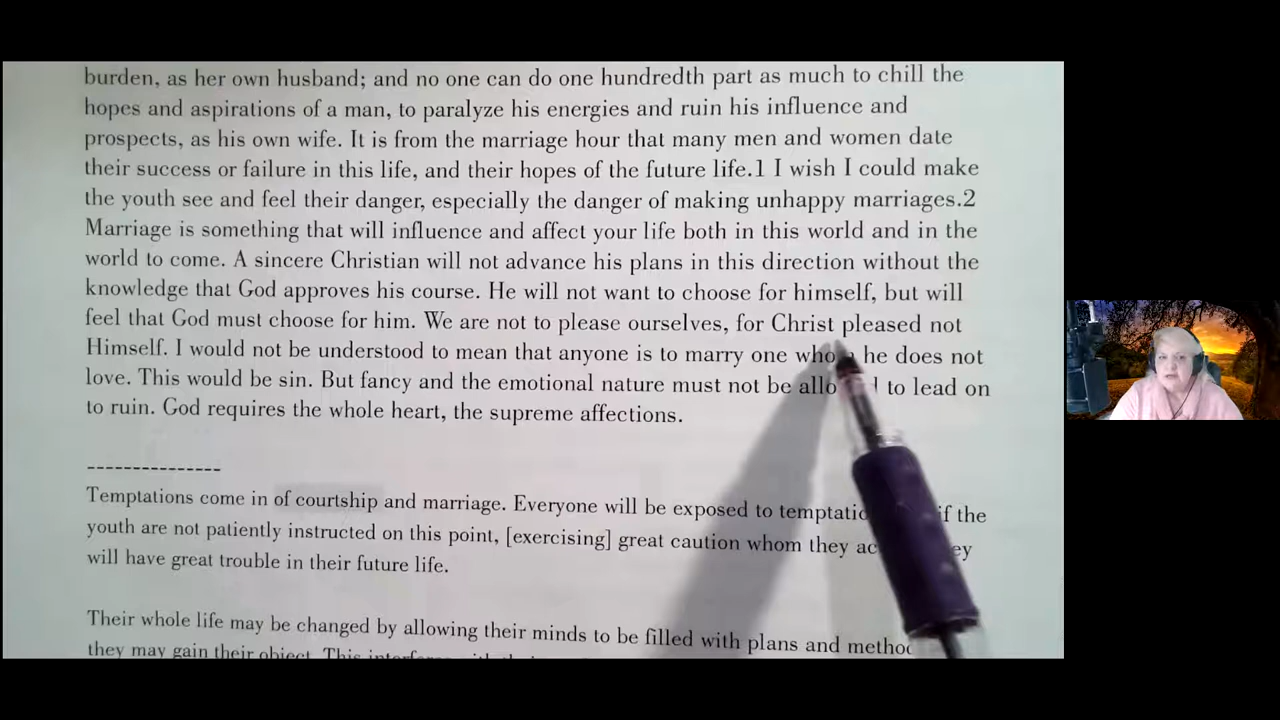 burden, as her own husband; and no one can do one hundredth part as much to chill the
hopes and aspirations of a man, to paralyze his energies and ruin his influence and
prospects, as his own wife. It is from the marriage hour that many men and women date
their success or failure in this life, and their hopes of the future life.1 I wish I could make
the youth see and feel their danger, especially the danger of making unhappy marriages.2
Marriage is something that will influence and affect your life both in this world and in the
world to come. A sincere Christian will not advance his plans in this direction without the
knowledge that God approves his course. He will not want to choose for himself, but will
feel that God must choose for him. We are not to please ourselves, for Christ pleased not
Himself. I would not be understood to mean that anyone is to marry one he does not
love. This would be sin. But fancy and the emotional nature must not be to lead on
to ruin. God requires the whole heart, the supreme affections.
---------------
Temptations come in of courtship and marriage. Everyone will be exposed to if the
youth are not patiently instructed on this point, [exercising] great caution whom they
will have great trouble in their future life.
Their whole life may be changed by allowing their minds to be filled with plans and
they may gain their object. This